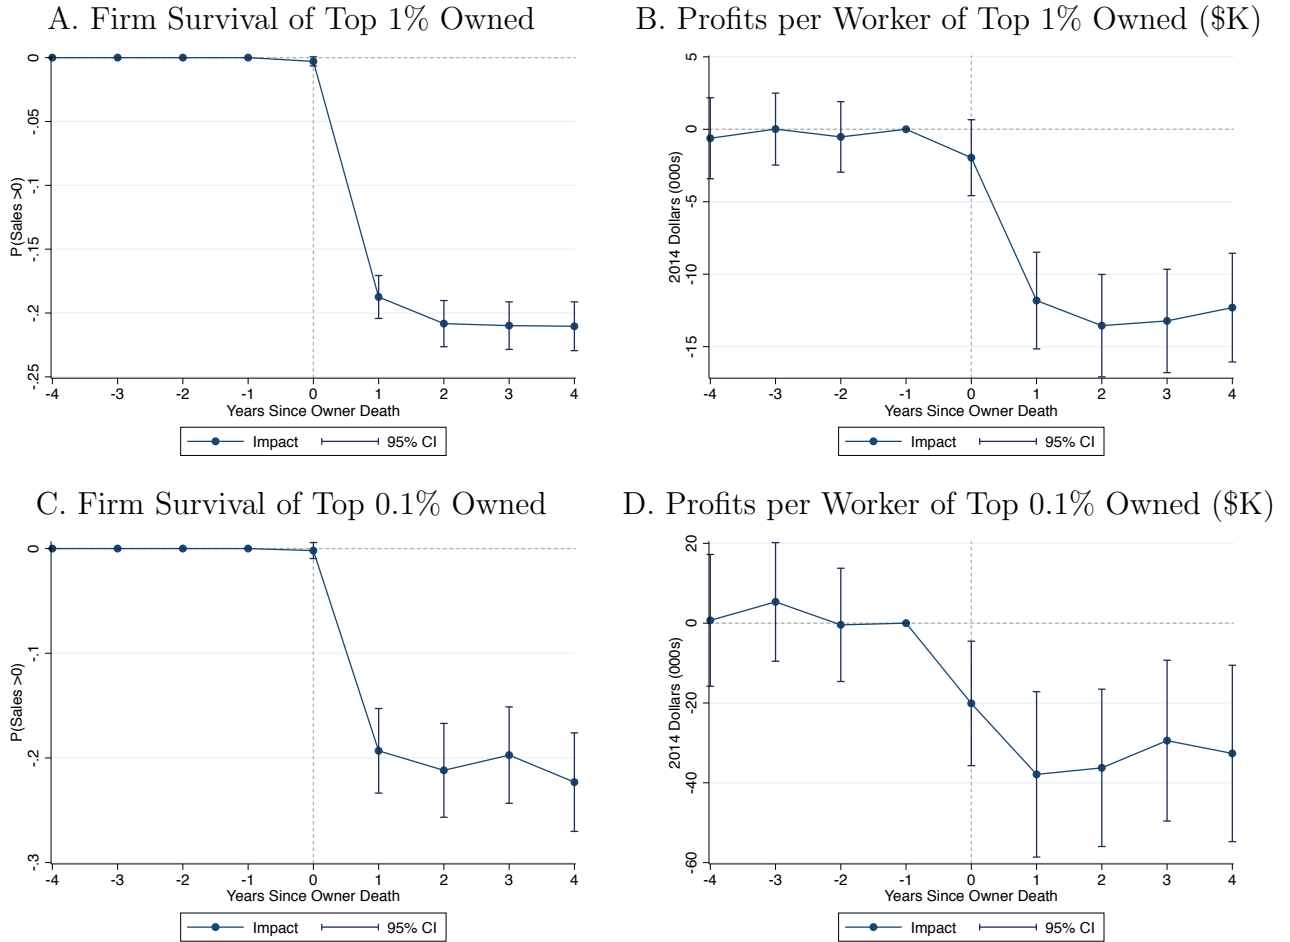 A. Firm Survival of Top 1% Owned
P(Sales >0)
0
-.05
-.1
-.15
-.2
-.25
-4 -3 -2 -1 0 1 2 3 4
Years Since Owner Death
Impact 95% CI
B. Profits per Worker of Top 1% Owned ($K)
2014 Dollars (000s)
5
0
-5
-10
-15
-4 -3 -2 -1 0 1 2 3 4
Years Since Owner Death
Impact 95% CI
C. Firm Survival of Top 0.1% Owned
P(Sales >0)
0
-.1
-.2
-.3
-4 -3 -2 -1 0 1 2 3 4
Years Since Owner Death
Impact 95% CI
D. Profits per Worker of Top 0.1% Owned ($K)
2014 Dollars (000s)
20
0
-20
-40
-60
-4 -3 -2 -1 0 1 2 3 4
Years Since Owner Death
Impact 95% CI